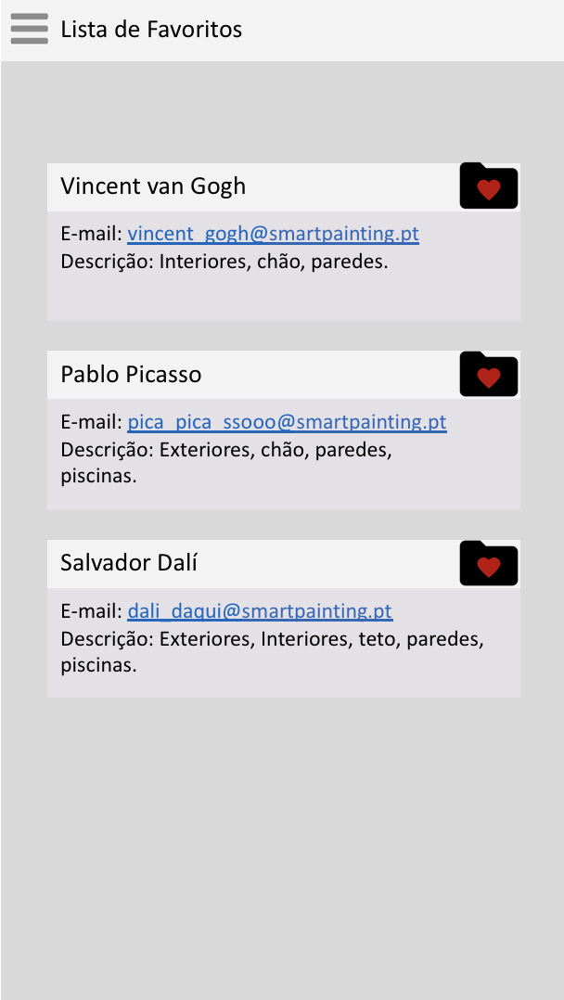 Lista de Favoritos
Vincent van Gogh
E-mail: vincent_gogh@smartpainting.pt
Descrição: Interiores, chão, paredes.
Pablo Picasso
E-mail: pica_pica_ssooo@smartpainting.pt
Descrição: Exteriores, chão, paredes,
piscinas.
Salvador Dalí
E-mail: dali_daqui@smartpainting.pt
Descrição: Exteriores, Interiores, teto, paredes,
piscinas.